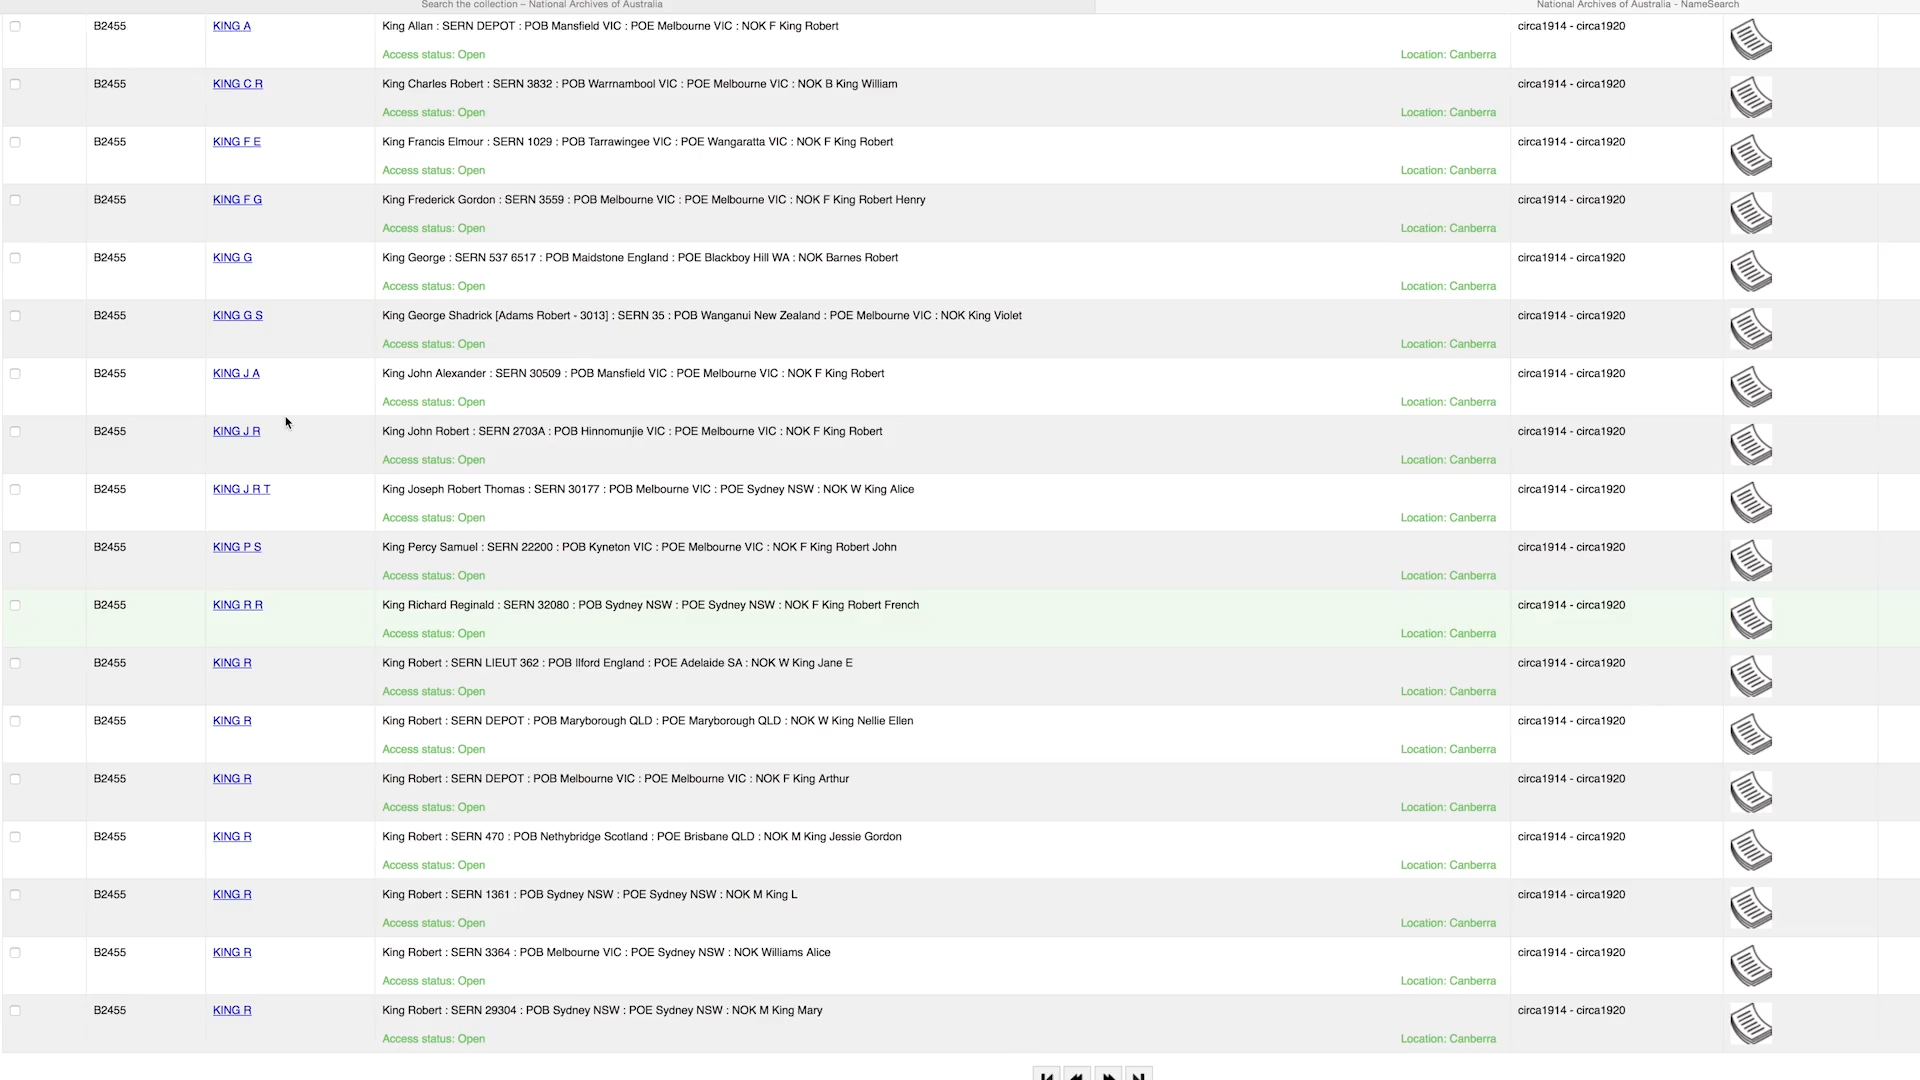 Search the collection – National Archives of Australia
National Archives of Australia - NameSearch
B2455 KING A King Allan : SERN DEPOT : POB Mansfield VIC : POE Melbourne VIC : NOK F King Robert circa1914 - circa1920
Access status: Open Location: Canberra
B2455 KING C R King Charles Robert : SERN 3832 : POB Warrnambool VIC : POE Melbourne VIC : NOK B King William circa1914 - circa1920
Access status: Open Location: Canberra
B2455 KING F E King Francis Elmour : SERN 1029 : POB Tarrawingee VIC : POE Wangaratta VIC : NOK F King Robert circa1914 - circa1920
Access status: Open Location: Canberra
B2455 KING F G King Frederick Gordon : SERN 3559 : POB Melbourne VIC : POE Melbourne VIC : NOK F King Robert Henry circa1914 - circa1920
Access status: Open Location: Canberra
B2455 KING G King George : SERN 537 6517 : POB Maidstone England : POE Blackboy Hill WA : NOK Barnes Robert circa1914 - circa1920
Access status: Open Location: Canberra
B2455 KING G S King George Shadrick [Adams Robert - 3013] : SERN 35 : POB Wanganui New Zealand : POE Melbourne VIC : NOK King Violet circa1914 - circa1920
Access status: Open Location: Canberra
B2455 KING J A King John Alexander : SERN 30509 : POB Mansfield VIC : POE Melbourne VIC : NOK F King Robert circa1914 - circa1920
Access status: Open Location: Canberra
B2455 KING J R King John Robert : SERN 2703A : POB Hinnomunjie VIC : POE Melbourne VIC : NOK F King Robert circa1914 - circa1920
Access status: Open Location: Canberra
B2455 KING J R T King Joseph Robert Thomas : SERN 30177 : POB Melbourne VIC : POE Sydney NSW : NOK W King Alice circa1914 - circa1920
Access status: Open Location: Canberra
B2455 KING P S King Percy Samuel : SERN 22200 : POB Kyneton VIC : POE Melbourne VIC : NOK F King Robert John circa1914 - circa1920
Access status: Open Location: Canberra
B2455 KING R R King Richard Reginald : SERN 32080 : POB Sydney NSW : POE Sydney NSW : NOK F King Robert French circa1914 - circa1920
Access status: Open Location: Canberra
B2455 KING R King Robert : SERN LIEUT 362 : POB Ilford England : POE Adelaide SA : NOK W King Jane E circa1914 - circa1920
Access status: Open Location: Canberra
B2455 KING R King Robert : SERN DEPOT : POB Maryborough QLD : POE Maryborough QLD : NOK W King Nellie Ellen circa1914 - circa1920
Access status: Open Location: Canberra
B2455 KING R King Robert : SERN DEPOT : POB Melbourne VIC : POE Melbourne VIC : NOK F King Arthur circa1914 - circa1920
Access status: Open Location: Canberra
B2455 KING R King Robert : SERN 470 : POB Nethybridge Scotland : POE Brisbane QLD : NOK M King Jessie Gordon circa1914 - circa1920
Access status: Open Location: Canberra
B2455 KING R King Robert : SERN 1361 : POB Sydney NSW : POE Sydney NSW : NOK M King L circa1914 - circa1920
Access status: Open Location: Canberra
B2455 KING R King Robert : SERN 3364 : POB Melbourne VIC : POE Sydney NSW : NOK Williams Alice circa1914 - circa1920
Access status: Open Location: Canberra
B2455 KING R King Robert : SERN 29304 : POB Sydney NSW : POE Sydney NSW : NOK M King Mary circa1914 - circa1920
Access status: Open Location: Canberra